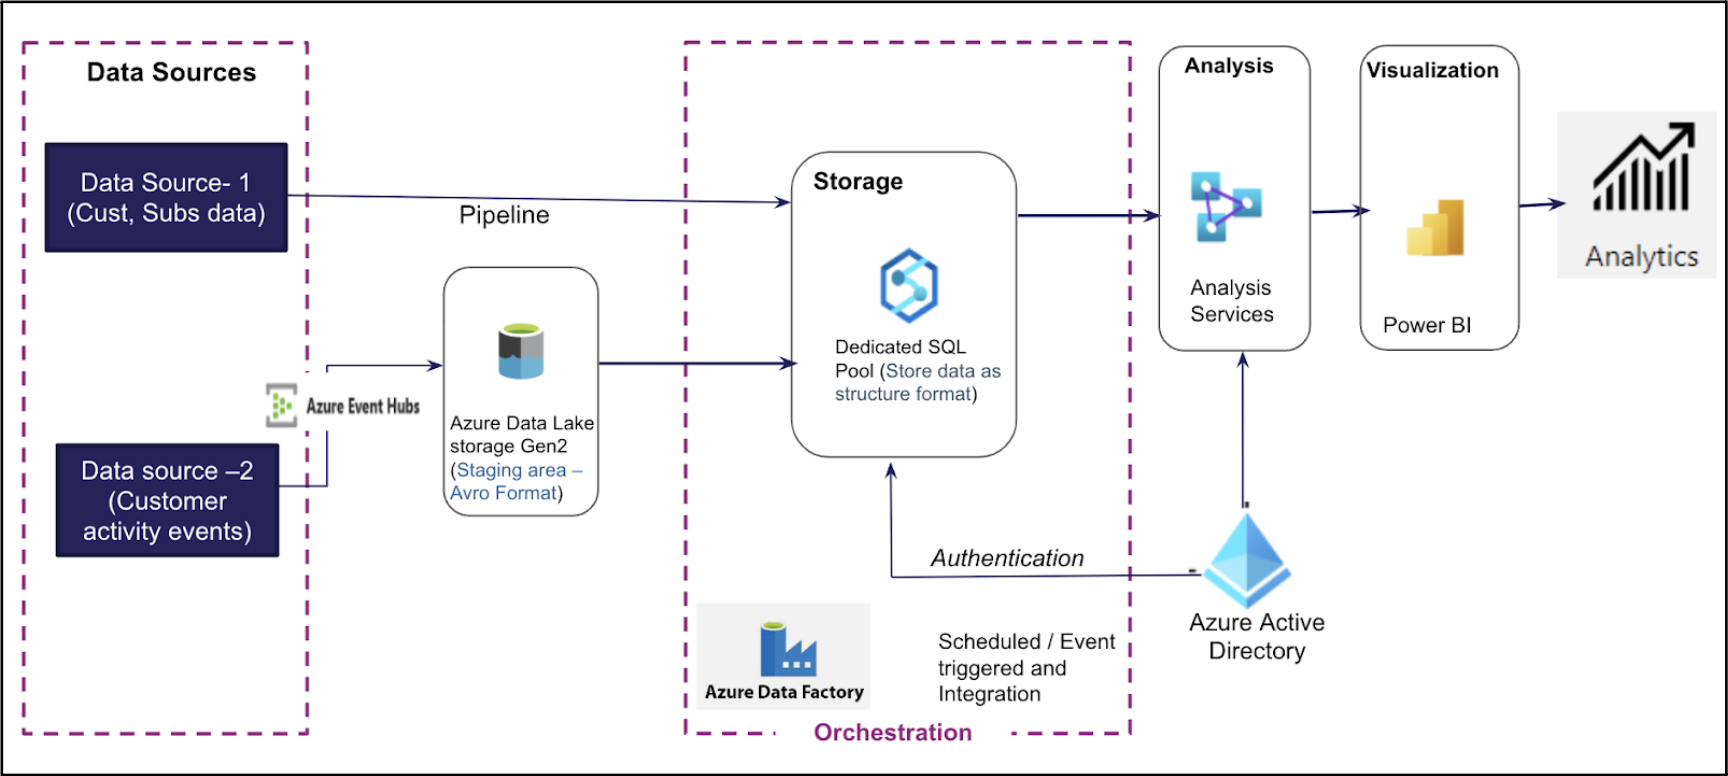 Data Sources
Data Source- 1
(Cust, Subs data)
Pipeline
Azure Event Hubs
Data source –2
(Customer
activity events)
Azure Data Lake
storage Gen2
(Staging area –
Avro Format)
Storage
Dedicated SQL
Pool (Store data as
structure format)
Authentication
Azure Data Factory
Scheduled / Event
triggered and
Integration
Orchestration
Analysis
Analysis
Services
Visualization
Power BI
Analytics
Azure Active
Directory